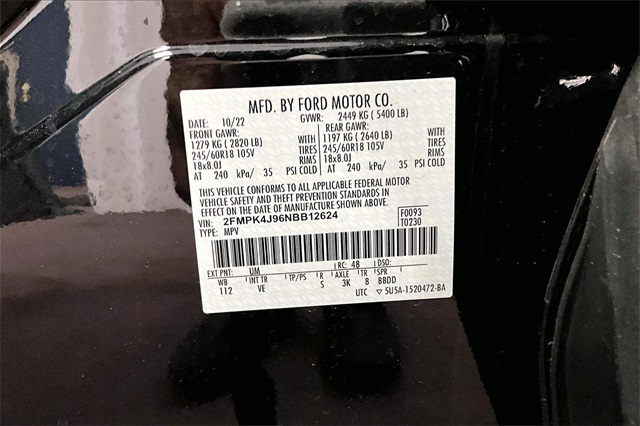 MFD. BY FORD MOTOR CO.
DATE: 10/22 GVWR: 2449 KG ( 5400 LB)
FRONT GAWR: REAR GAWR:
1279 KG ( 2820 LB) WITH 1197 KG ( 2640 LB) WITH
245/60R18 105V TIRES 245/60R18 105V TIRES
18x8.0J RIMS 18x8.0J RIMS
AT 240 kPa/ 35 PSI COLD AT 240 kPa/ 35 PSI COLD
THIS VEHICLE CONFORMS TO ALL APPLICABLE FEDERAL MOTOR
VEHICLE SAFETY AND THEFT PREVENTION STANDARDS IN
EFFECT ON THE DATE OF MANUFACTURE SHOWN ABOVE.
VIN: 2FMPK4J96NBB12624 F0093
TYPE: MPV T0230
EXT PNT: UM RC: 48 DSO:
WB INT TR TP/PS R AXLE TR SPR
112 VE S 3K 8 BBDD
UTC ▽ 5U5A-1520472-BA